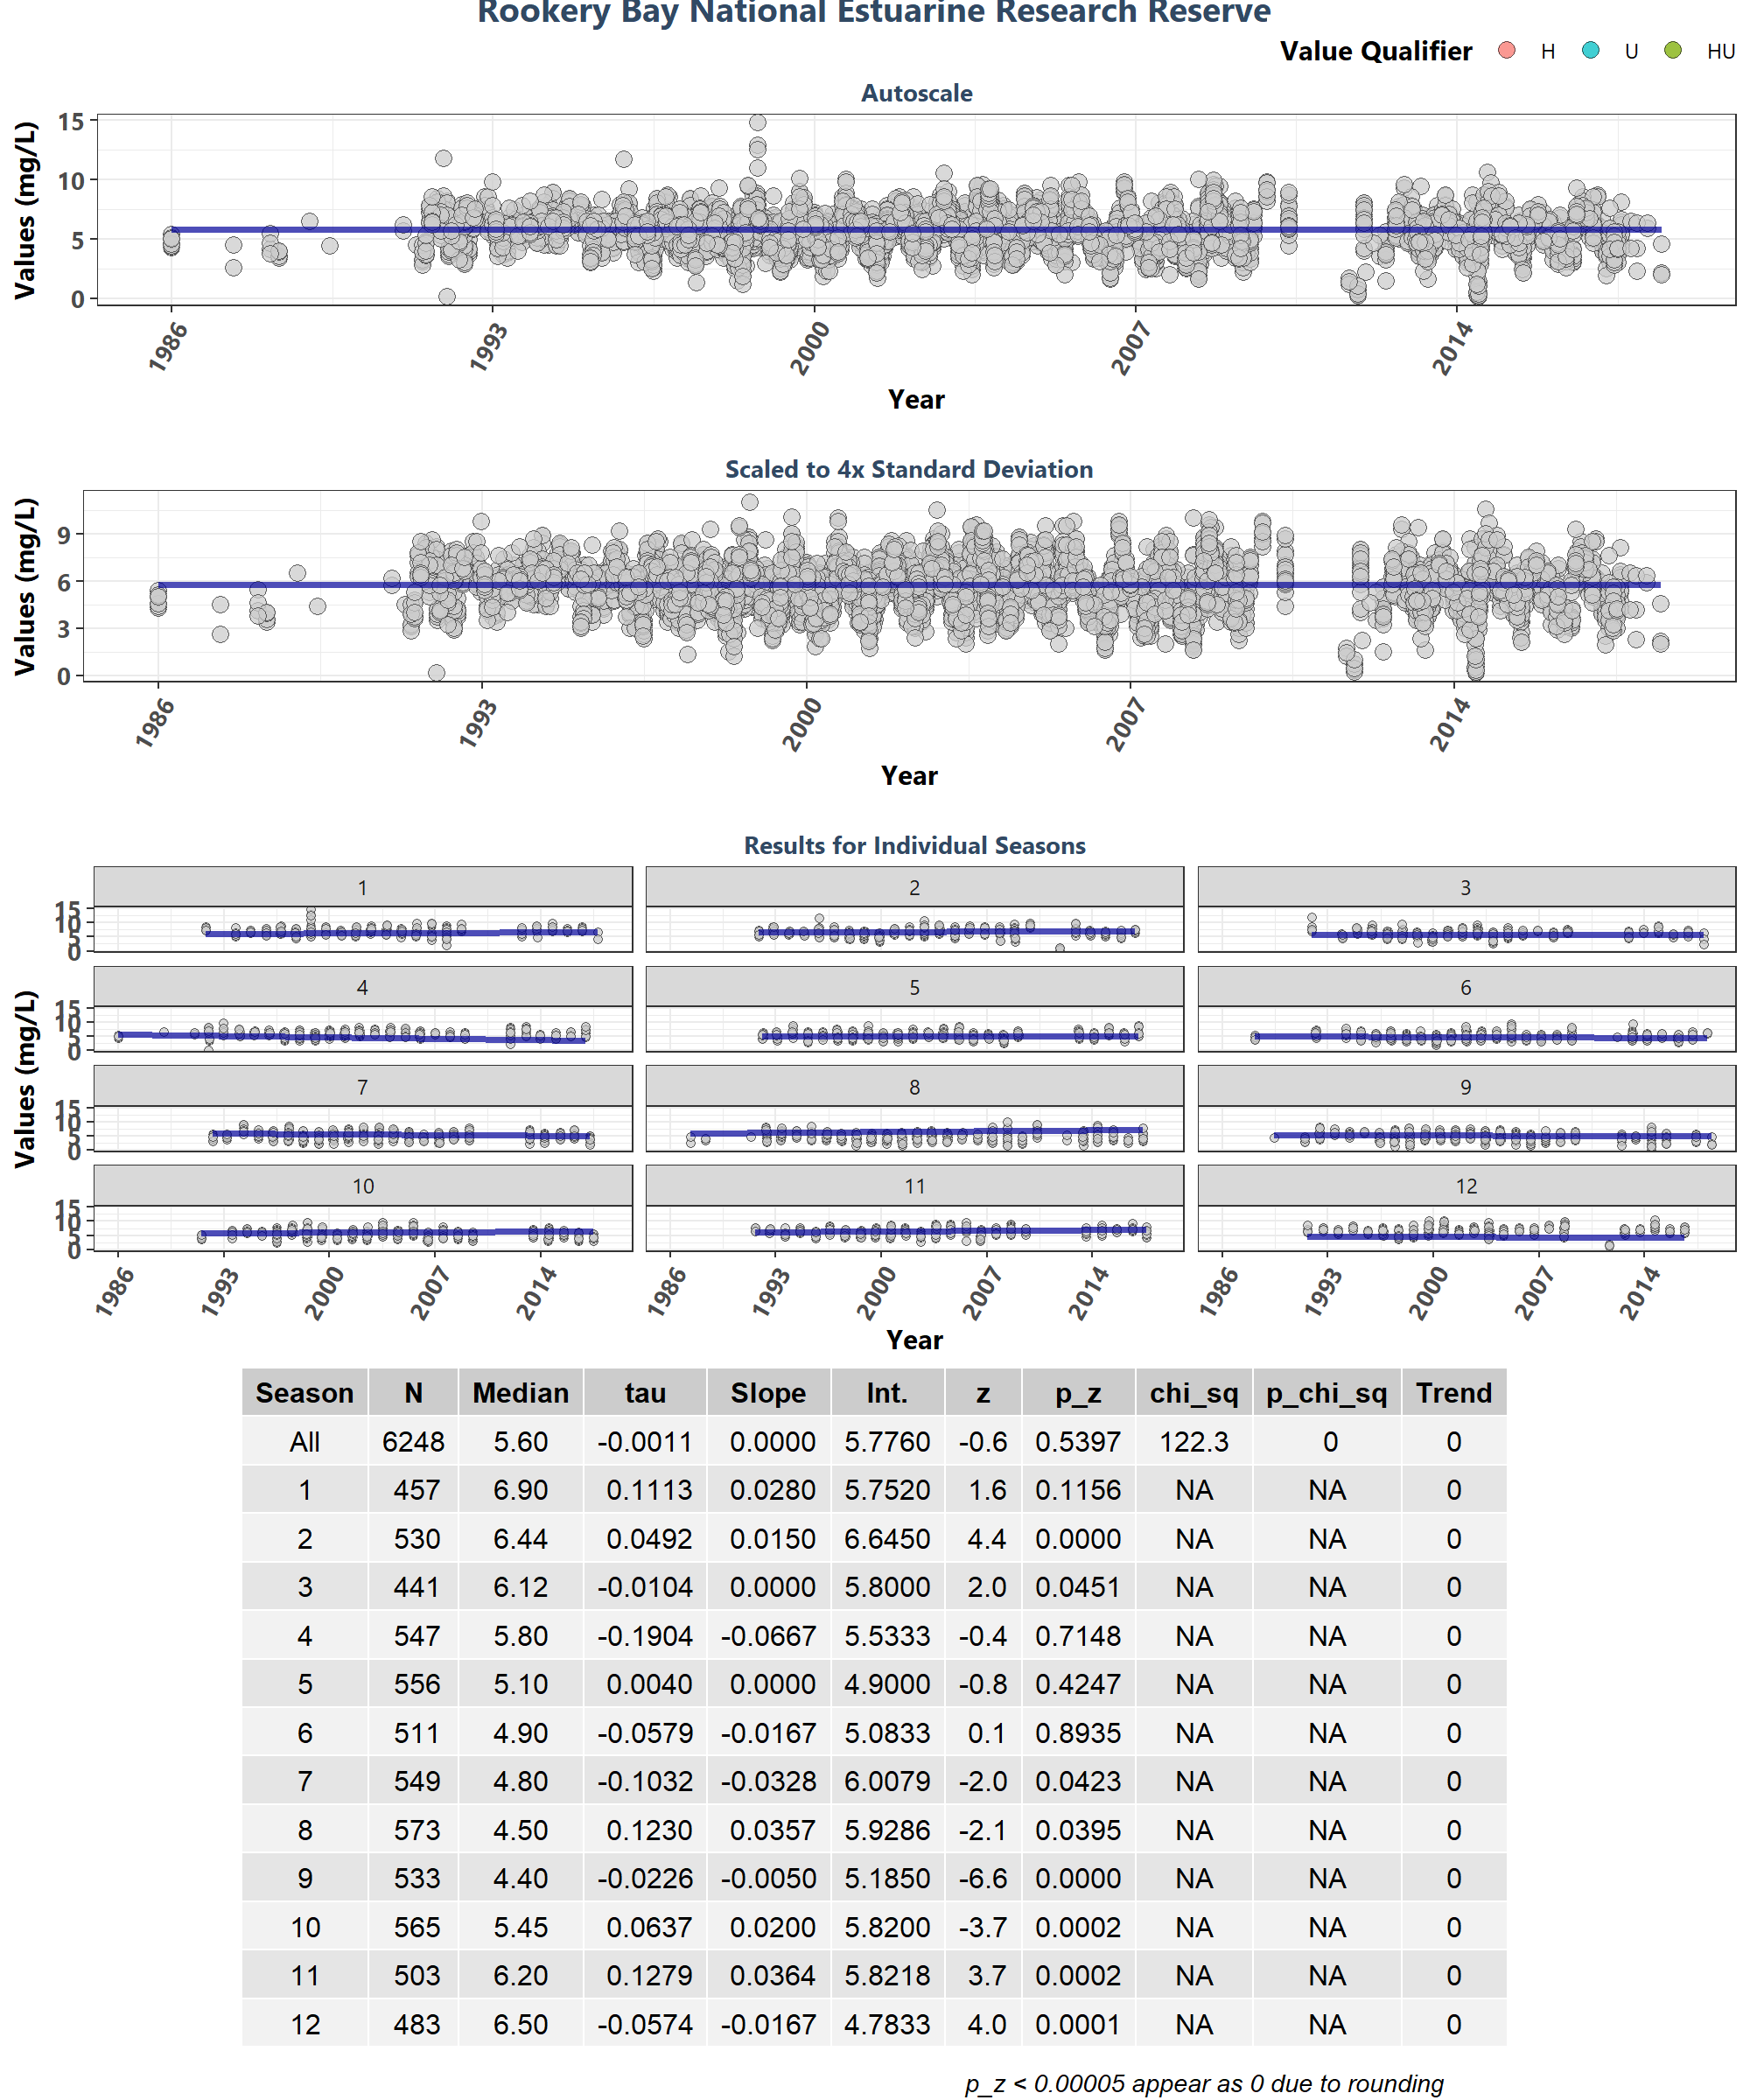 Rookery Bay National Estuarine Research Reserve
Value Qualifier H U HU
Autoscale
Values (mg/L)
15
10
5
0
1986 1993 2000 2007 2014
Year
Scaled to 4x Standard Deviation
Values (mg/L)
9
6
3
0
1986 1993 2000 2007 2014
Year
Results for Individual Seasons
Values (mg/L)
1 2 3
15
10
5
0
4 5 6
15
10
5
0
7 8 9
15
10
5
0
10 11 12
15
10
5
0
1986 1993 2000 2007 2014 1986 1993 2000 2007 2014 1986 1993 2000 2007 2014
Year
Season N Median tau Slope Int. z p_z chi_sq p_chi_sq Trend
All 6248 5.60 -0.0011 0.0000 5.7760 -0.6 0.5397 122.3 0 0
1 457 6.90 0.1113 0.0280 5.7520 1.6 0.1156 NA NA 0
2 530 6.44 0.0492 0.0150 6.6450 4.4 0.0000 NA NA 0
3 441 6.12 -0.0104 0.0000 5.8000 2.0 0.0451 NA NA 0
4 547 5.80 -0.1904 -0.0667 5.5333 -0.4 0.7148 NA NA 0
5 556 5.10 0.0040 0.0000 4.9000 -0.8 0.4247 NA NA 0
6 511 4.90 -0.0579 -0.0167 5.0833 0.1 0.8935 NA NA 0
7 549 4.80 -0.1032 -0.0328 6.0079 -2.0 0.0423 NA NA 0
8 573 4.50 0.1230 0.0357 5.9286 -2.1 0.0395 NA NA 0
9 533 4.40 -0.0226 -0.0050 5.1850 -6.6 0.0000 NA NA 0
10 565 5.45 0.0637 0.0200 5.8200 -3.7 0.0002 NA NA 0
11 503 6.20 0.1279 0.0364 5.8218 3.7 0.0002 NA NA 0
12 483 6.50 -0.0574 -0.0167 4.7833 4.0 0.0001 NA NA 0
p_z < 0.00005 appear as 0 due to rounding